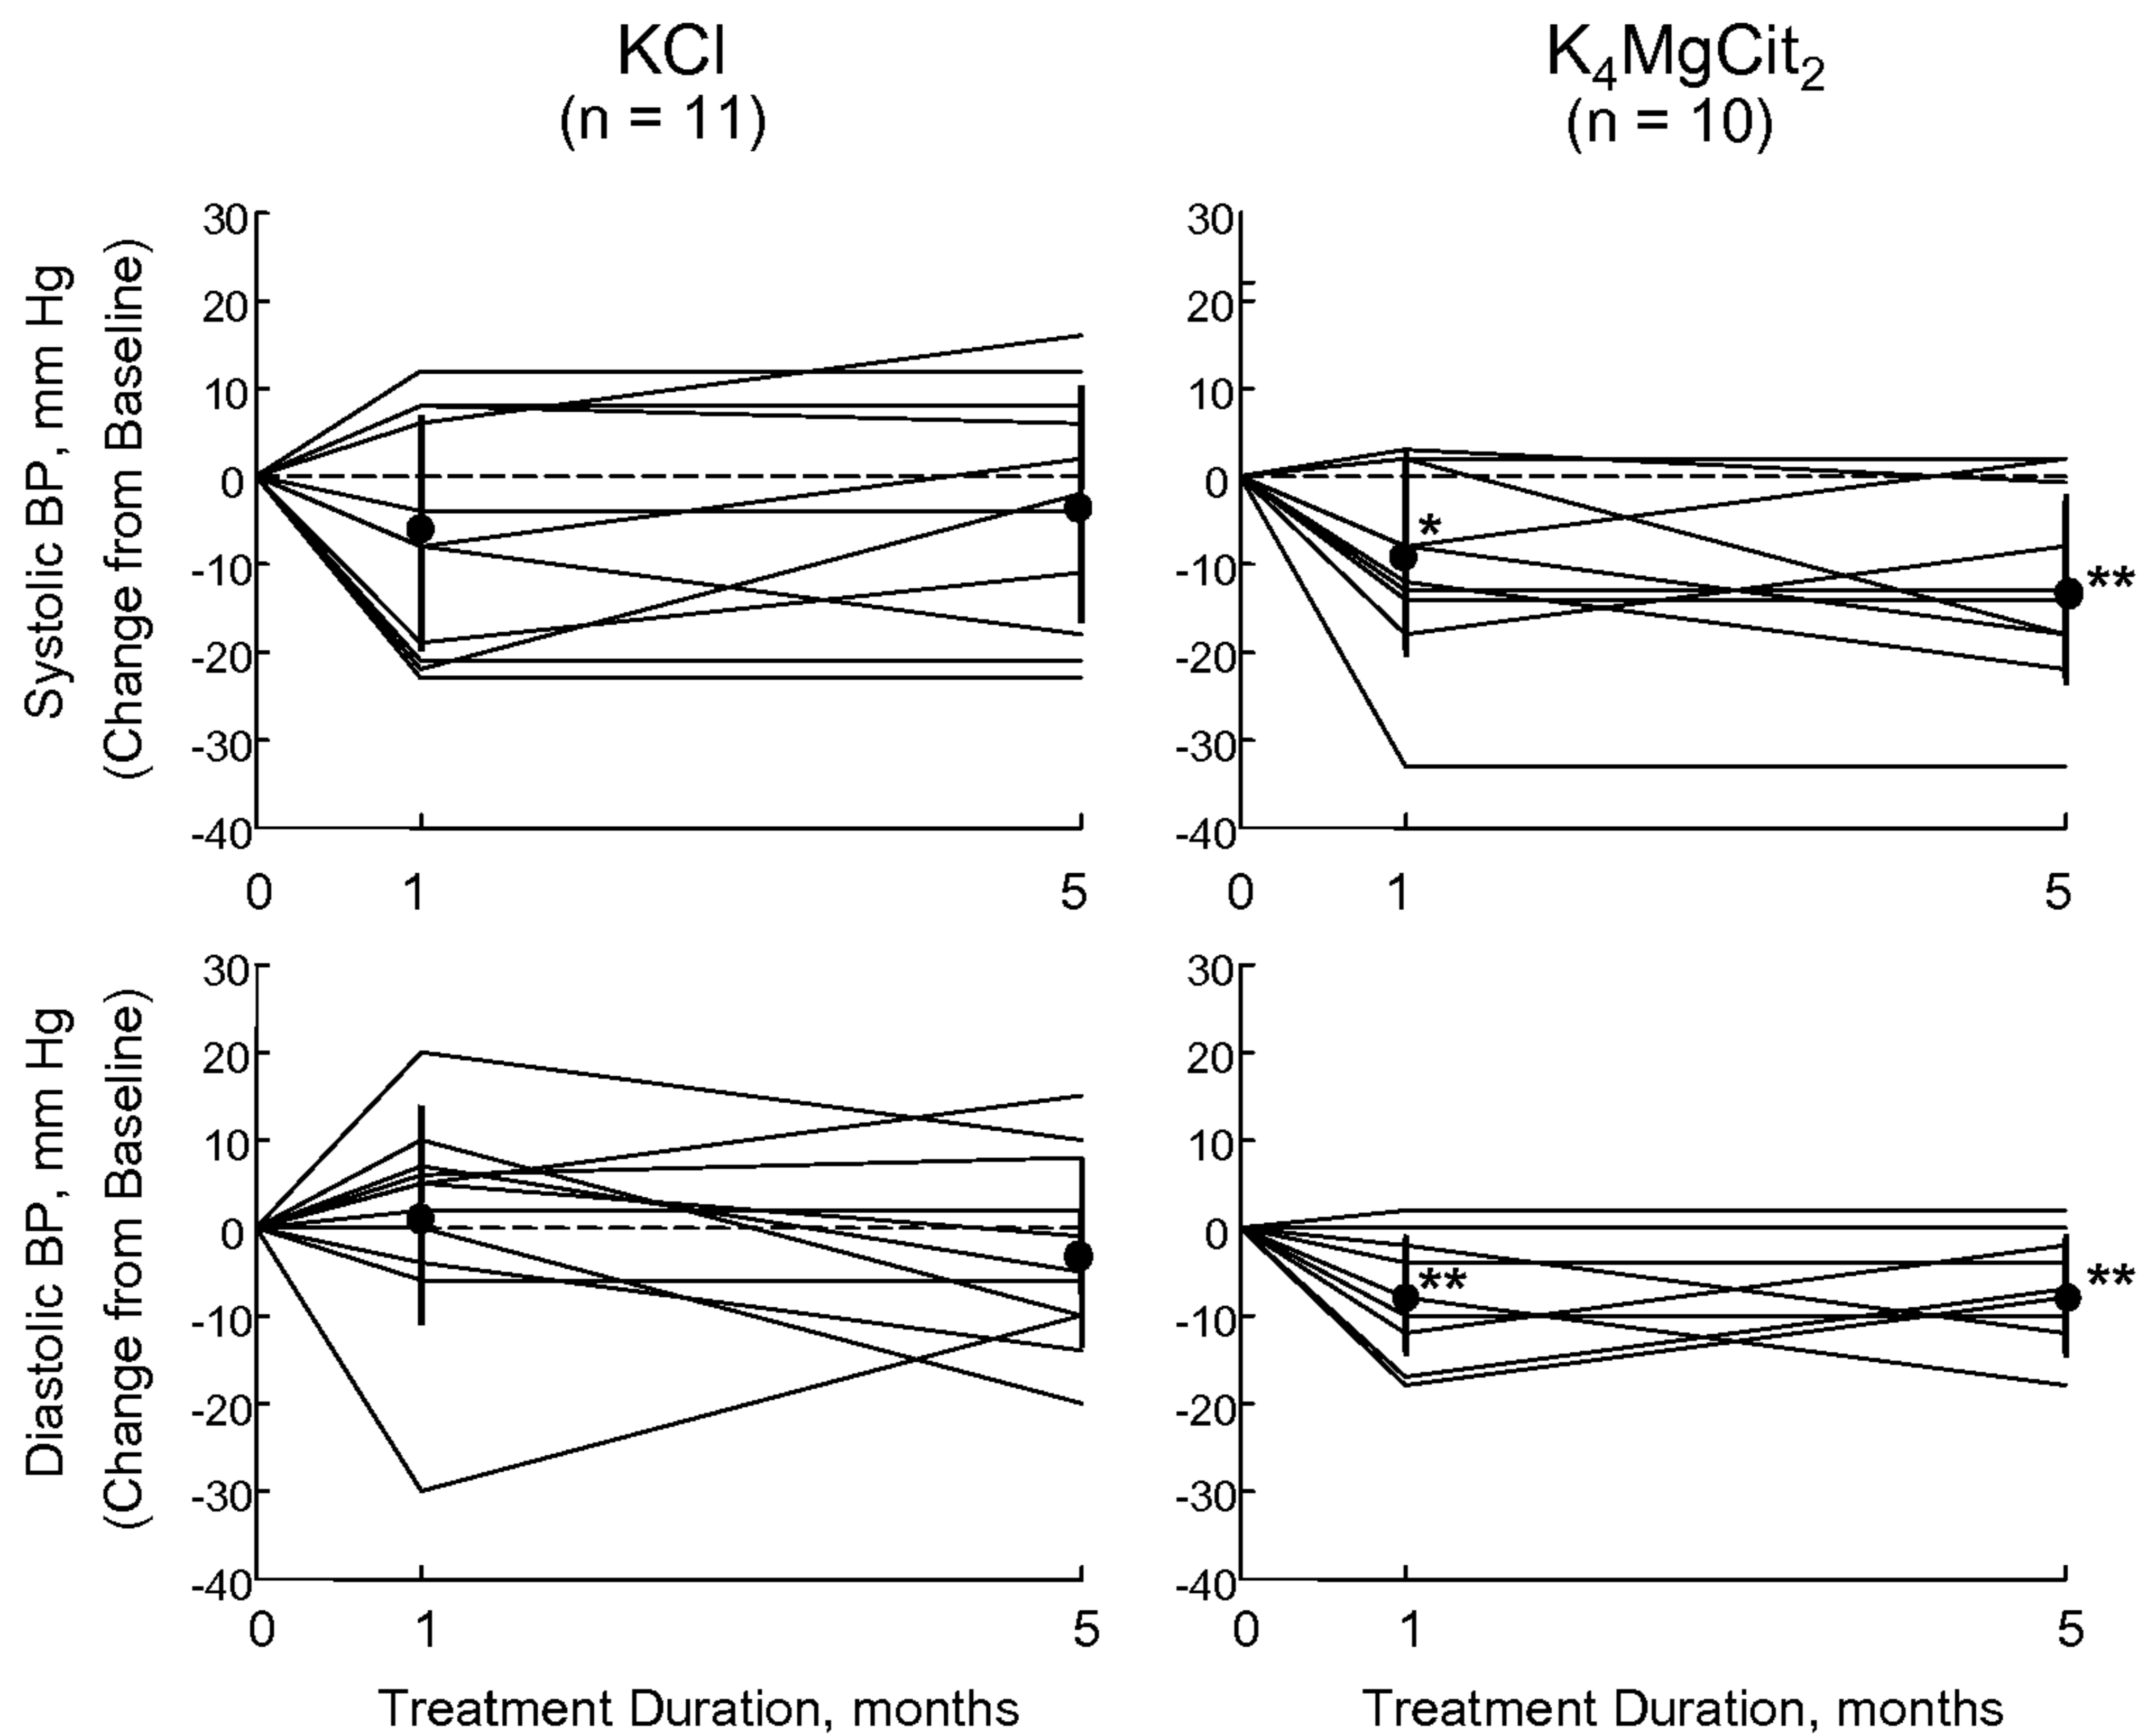 KCl
(n = 11)
K₄MgCit₂
(n = 10)
Systolic BP, mm Hg
(Change from Baseline)
30
20
10
0
-10
-20
-30
-40
0 1 5
30
20
10
0
-10
-20
-30
-40
*
**
0 1 5
Diastolic BP, mm Hg
(Change from Baseline)
30
20
10
0
-10
-20
-30
-40
0 1 5
Treatment Duration, months
30
20
10
0
-10
-20
-30
-40
**
**
0 1 5
Treatment Duration, months